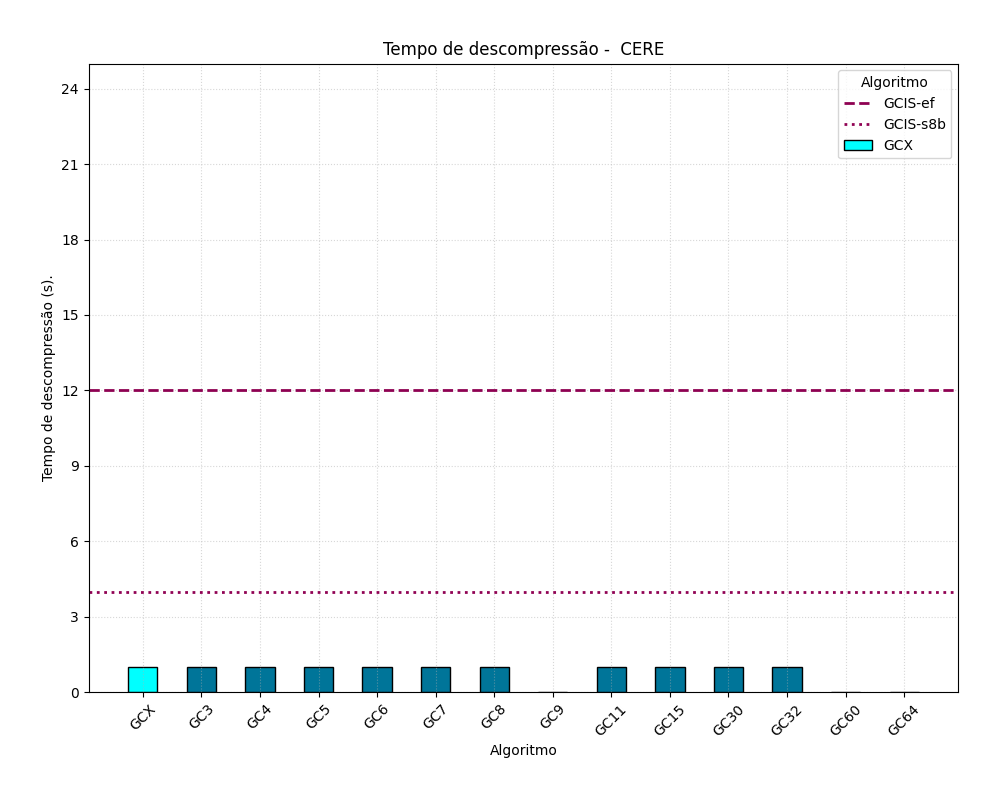 Tempo de descompressão - CERE
Algoritmo
GCIS-ef
GCIS-s8b
GCX
Tempo de descompressão (s).
24
21
18
15
12
9
6
3
0
GCX GC3 GC4 GC5 GC6 GC7 GC8 GC9 GC11 GC15 GC30 GC32 GC60 GC64
Algoritmo